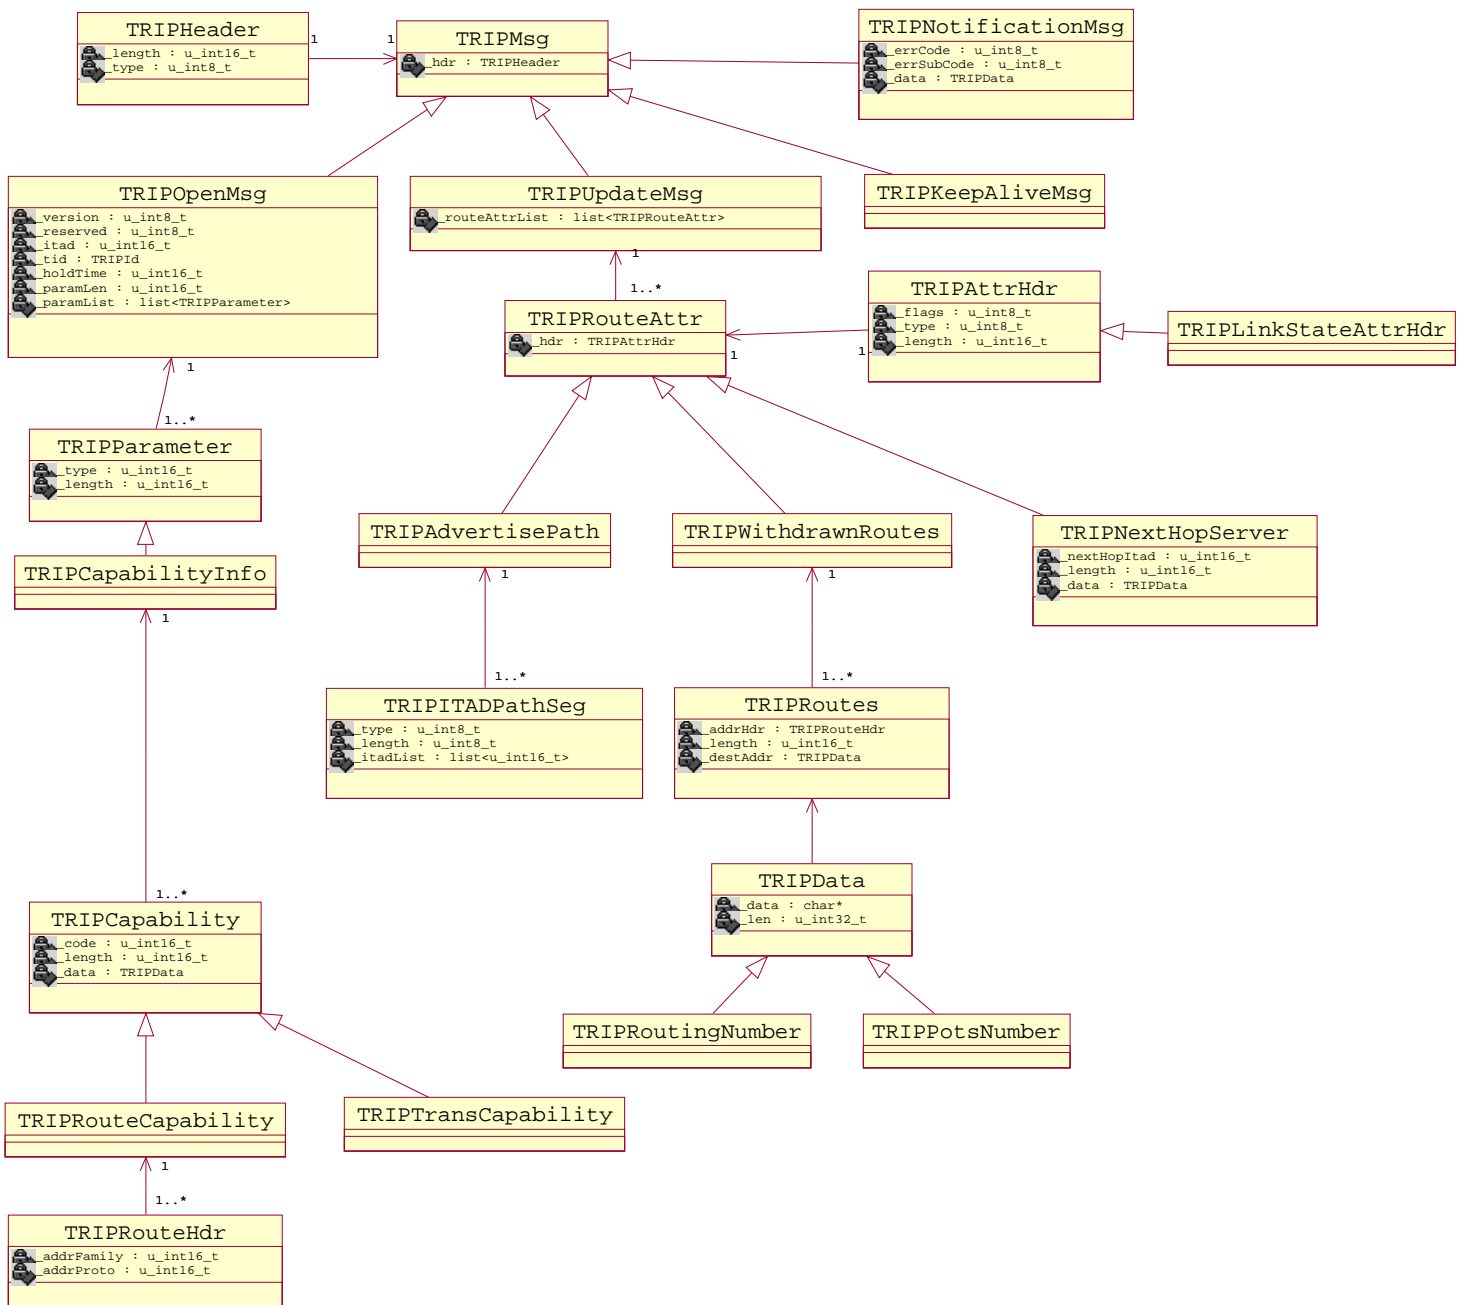 TRIPHeader
_length : u_int16_t
_type : u_int8_t
1
1
TRIPMsg
_hdr : TRIPHeader
TRIPNotificationMsg
_errCode : u_int8_t
_errSubCode : u_int8_t
_data : TRIPData
TRIPOpenMsg
_version : u_int8_t
_reserved : u_int8_t
_itad : u_int16_t
_tid : TRIPId
_holdTime : u_int16_t
_paramLen : u_int16_t
_paramList : list<TRIPParameter>
TRIPUpdateMsg
_routeAttrList : list<TRIPRouteAttr>
TRIPKeepAliveMsg
1
1..*
TRIPRouteAttr
_hdr : TRIPAttrHdr
1
1
TRIPAttrHdr
_flags : u_int8_t
_type : u_int8_t
_length : u_int16_t
TRIPLinkStateAttrHdr
1
1..*
TRIPParameter
_type : u_int16_t
_length : u_int16_t
TRIPCapabilityInfo
1
TRIPAdvertisePath
1
TRIPWithdrawnRoutes
1
TRIPNextHopServer
_nextHopItad : u_int16_t
_length : u_int16_t
_data : TRIPData
1..*
TRIPITADPathSeg
_type : u_int8_t
_length : u_int8_t
_itadList : list<u_int16_t>
1..*
TRIPRoutes
_addrHdr : TRIPRouteHdr
_length : u_int16_t
_destAddr : TRIPData
1..*
TRIPCapability
_code : u_int16_t
_length : u_int16_t
_data : TRIPData
TRIPData
_data : char*
_len : u_int32_t
TRIPRoutingNumber
TRIPPotsNumber
TRIPRouteCapability
TRIPTransCapability
1
1..*
TRIPRouteHdr
_addrFamily : u_int16_t
_addrProto : u_int16_t